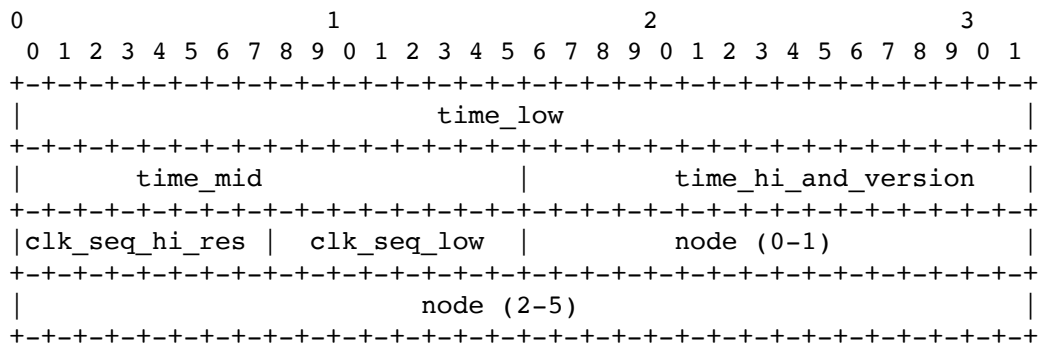 0                   1                   2                   3
 0 1 2 3 4 5 6 7 8 9 0 1 2 3 4 5 6 7 8 9 0 1 2 3 4 5 6 7 8 9 0 1
+-+-+-+-+-+-+-+-+-+-+-+-+-+-+-+-+-+-+-+-+-+-+-+-+-+-+-+-+-+-+-+-+
|                          time_low                             |
+-+-+-+-+-+-+-+-+-+-+-+-+-+-+-+-+-+-+-+-+-+-+-+-+-+-+-+-+-+-+-+-+
|       time_mid                |         time_hi_and_version   |
+-+-+-+-+-+-+-+-+-+-+-+-+-+-+-+-+-+-+-+-+-+-+-+-+-+-+-+-+-+-+-+-+
|clk_seq_hi_res |  clk_seq_low  |         node (0-1)            |
+-+-+-+-+-+-+-+-+-+-+-+-+-+-+-+-+-+-+-+-+-+-+-+-+-+-+-+-+-+-+-+-+
|                         node (2-5)                            |
+-+-+-+-+-+-+-+-+-+-+-+-+-+-+-+-+-+-+-+-+-+-+-+-+-+-+-+-+-+-+-+-+